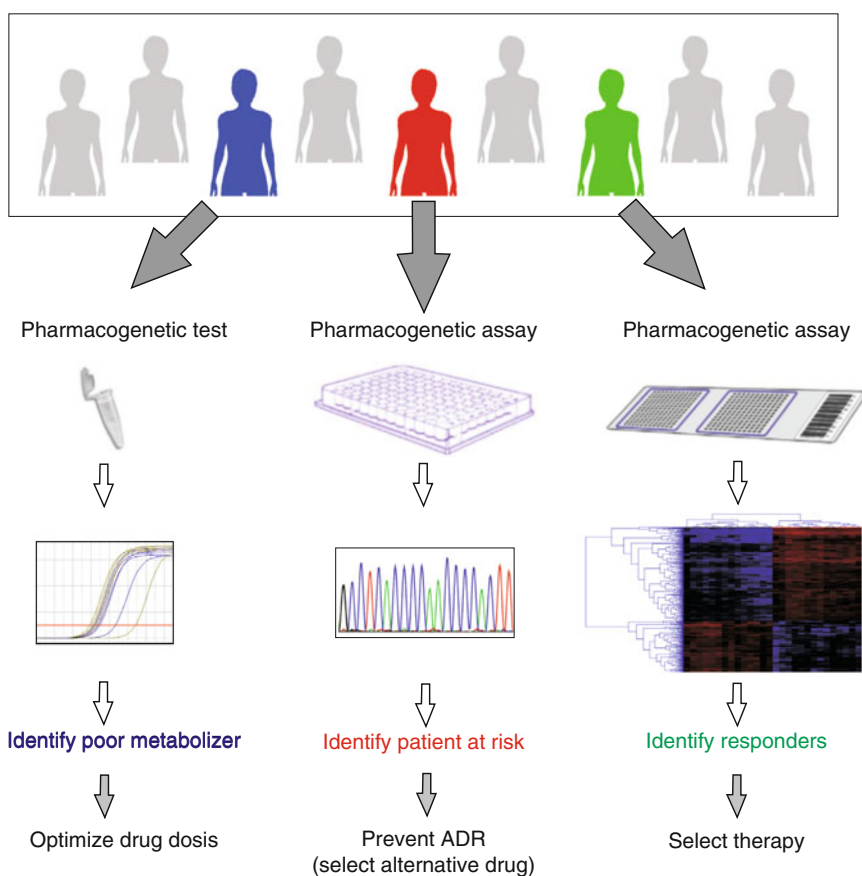 Pharmacogenetic test
Pharmacogenetic assay
Pharmacogenetic assay
Identify poor metabolizer
Identify patient at risk
Identify responders
Optimize drug dosis
Prevent ADR
(select alternative drug)
Select therapy